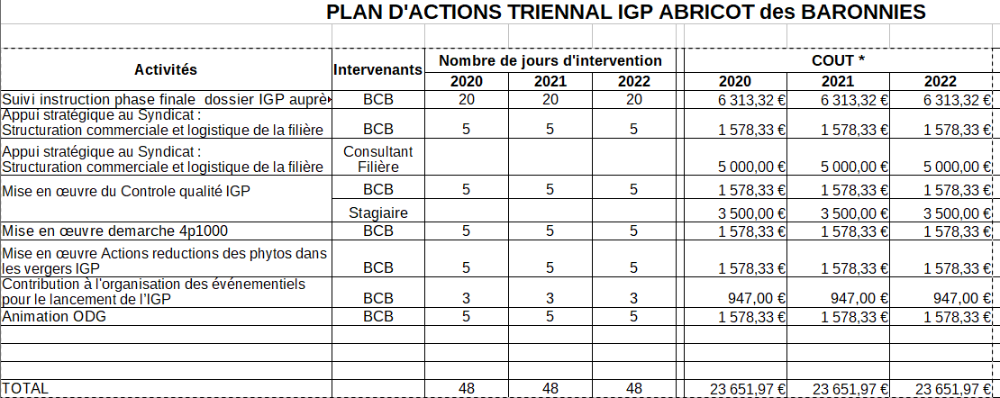 PLAN D'ACTIONS TRIENNAL IGP ABRICOT des BARONNIES
Activités Intervenants Nombre de jours d'intervention COUT *
2020 2021 2022 2020 2021 2022
Suivi instruction phase finale dossier IGP auprè BCB 20 20 20 6 313,32 € 6 313,32 € 6 313,32 €
Appui stratégique au Syndicat :
Structuration commerciale et logistique de la filière BCB 5 5 5 1 578,33 € 1 578,33 € 1 578,33 €
Appui stratégique au Syndicat : Consultant
Structuration commerciale et logistique de la filière Filière 5 000,00 € 5 000,00 € 5 000,00 €
Mise en œuvre du Controle qualité IGP BCB 5 5 5 1 578,33 € 1 578,33 € 1 578,33 €
Stagiaire 3 500,00 € 3 500,00 € 3 500,00 €
Mise en œuvre demarche 4p1000 BCB 5 5 5 1 578,33 € 1 578,33 € 1 578,33 €
Mise en œuvre Actions reductions des phytos dans
les vergers IGP BCB 5 5 5 1 578,33 € 1 578,33 € 1 578,33 €
Contribution à l'organisation des événementiels
pour le lancement de l'IGP BCB 3 3 3 947,00 € 947,00 € 947,00 €
Animation ODG BCB 5 5 5 1 578,33 € 1 578,33 € 1 578,33 €
TOTAL 48 48 48 23 651,97 € 23 651,97 € 23 651,97 €